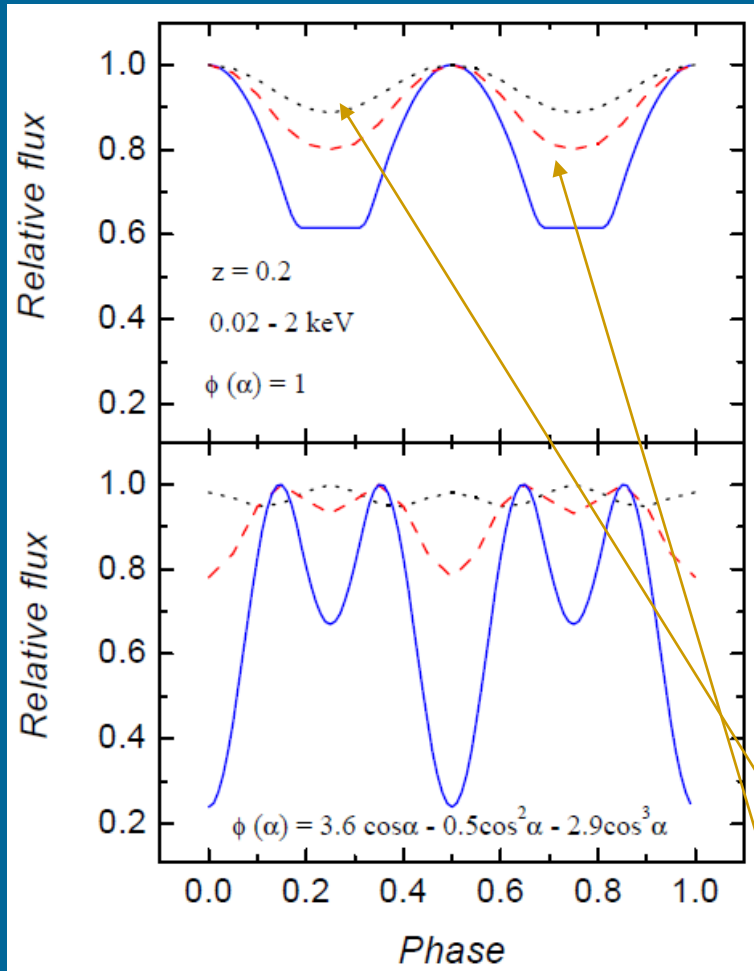 1.0
0.8
0.6
0.4
0.2
Relative flux
z = 0.2
0.02 - 2 keV
ϕ (α) = 1
1.0
0.8
0.6
0.4
0.2
Relative flux
ϕ (α) = 3.6 cosα - 0.5cos²α - 2.9cos³α
0.0 0.2 0.4 0.6 0.8 1.0
Phase